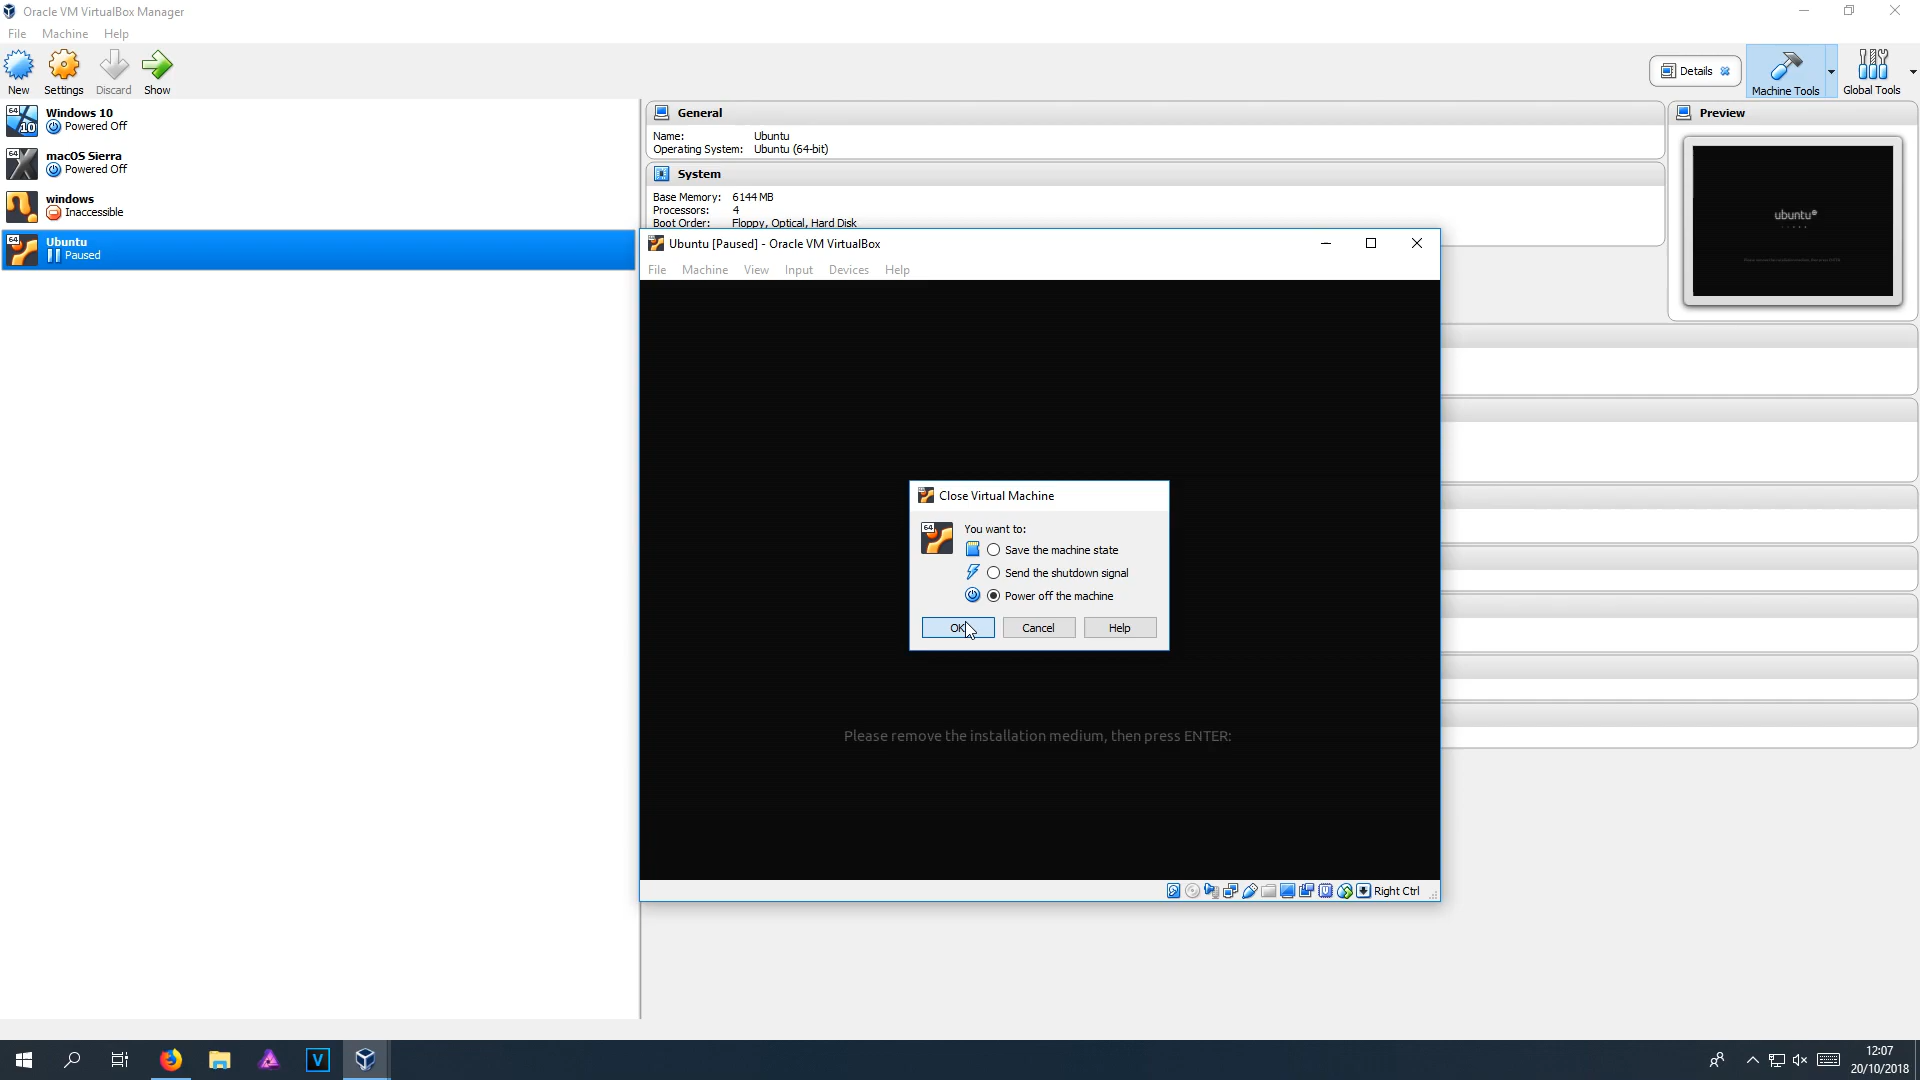 Oracle VM VirtualBox Manager
File Machine Help
New Settings Discard Show
Details
Machine Tools
Global Tools
64
10
Windows 10
Powered Off
64
macOS Sierra
Powered Off
windows
Inaccessible
64
Ubuntu
Paused
General
Name: Ubuntu
Operating System: Ubuntu (64-bit)
System
Base Memory: 6144 MB
Processors: 4
Boot Order: Floppy, Optical, Hard Disk
Preview
ubuntu
Ubuntu [Paused] - Oracle VM VirtualBox
File Machine View Input Devices Help
Close Virtual Machine
64
You want to:
Save the machine state
Send the shutdown signal
Power off the machine
OK Cancel Help
Please remove the installation medium, then press ENTER:
Right Ctrl
V
12:07
20/10/2018